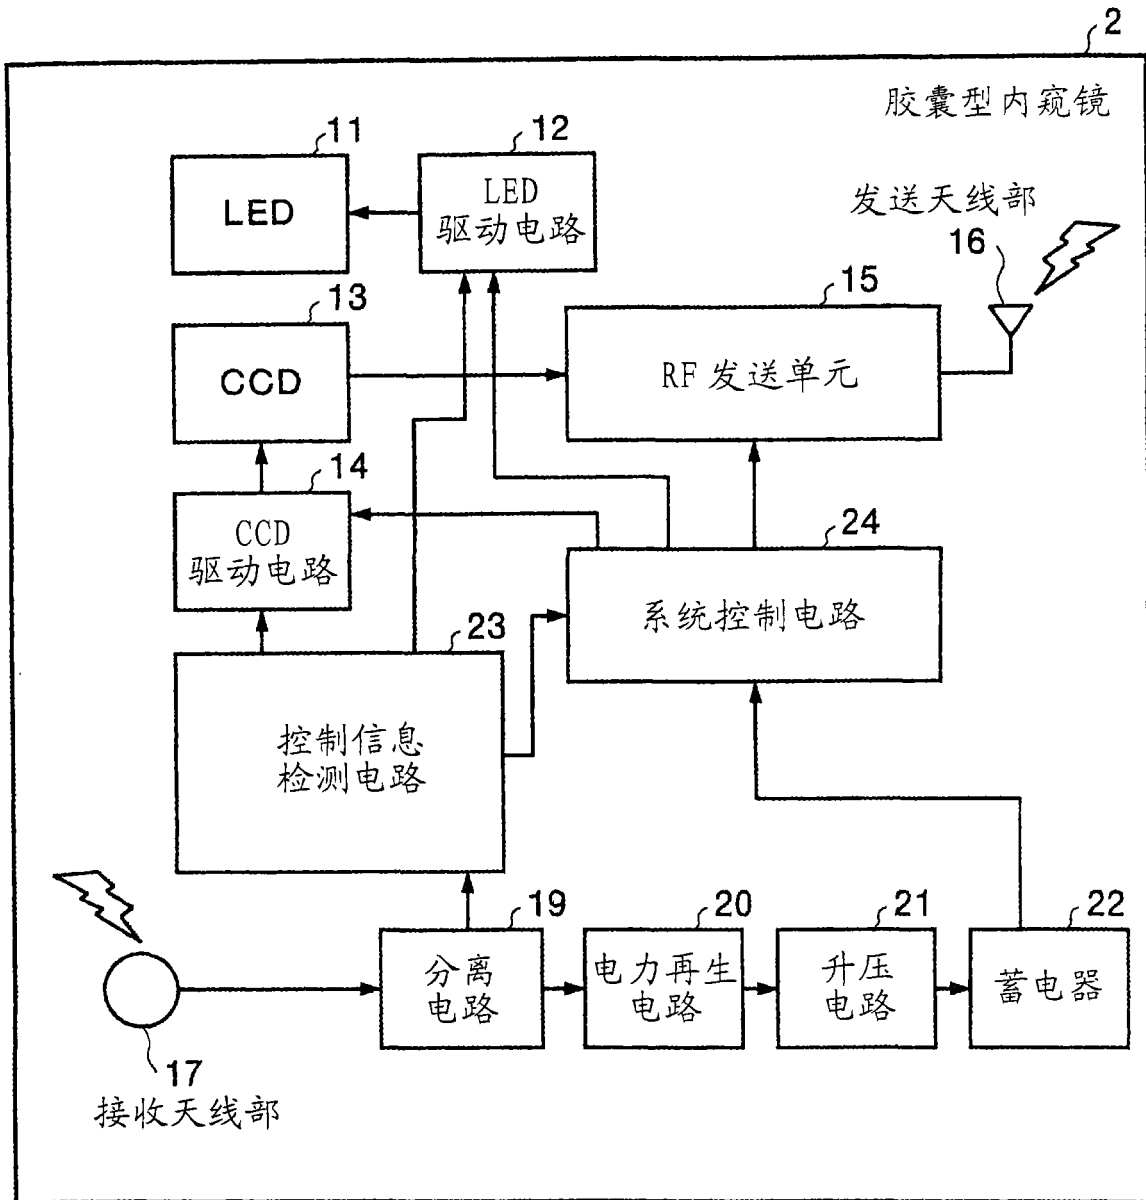 2
胶囊型内窥镜
11
LED
12
LED
驱动电路
发送天线部
16
13
CCD
15
RF 发送单元
14
CCD
驱动电路
24
系统控制电路
23
控制信息
检测电路
17
接收天线部
19
分离
电路
20
电力再生
电路
21
升压
电路
22
蓄电器